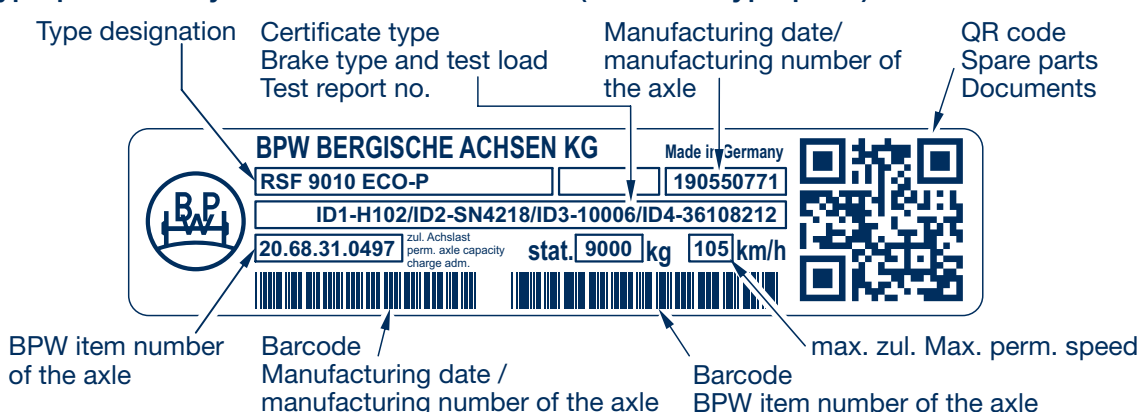 Type designation
Certificate type
Brake type and test load
Test report no.
Manufacturing date/
manufacturing number of
the axle
QR code
Spare parts
Documents
BPW BERGISCHE ACHSEN KG
Made in Germany
RSF 9010 ECO-P
190550771
ID1-H102/ID2-SN4218/ID3-10006/ID4-36108212
BPW
20.68.31.0497
zul. Achslast
perm. axle capacity
charge adm.
stat. 9000 kg 105 km/h
BPW item number
of the axle
Barcode
Manufacturing date /
manufacturing number of the axle
Barcode
BPW item number of the axle
max. zul. Max. perm. speed